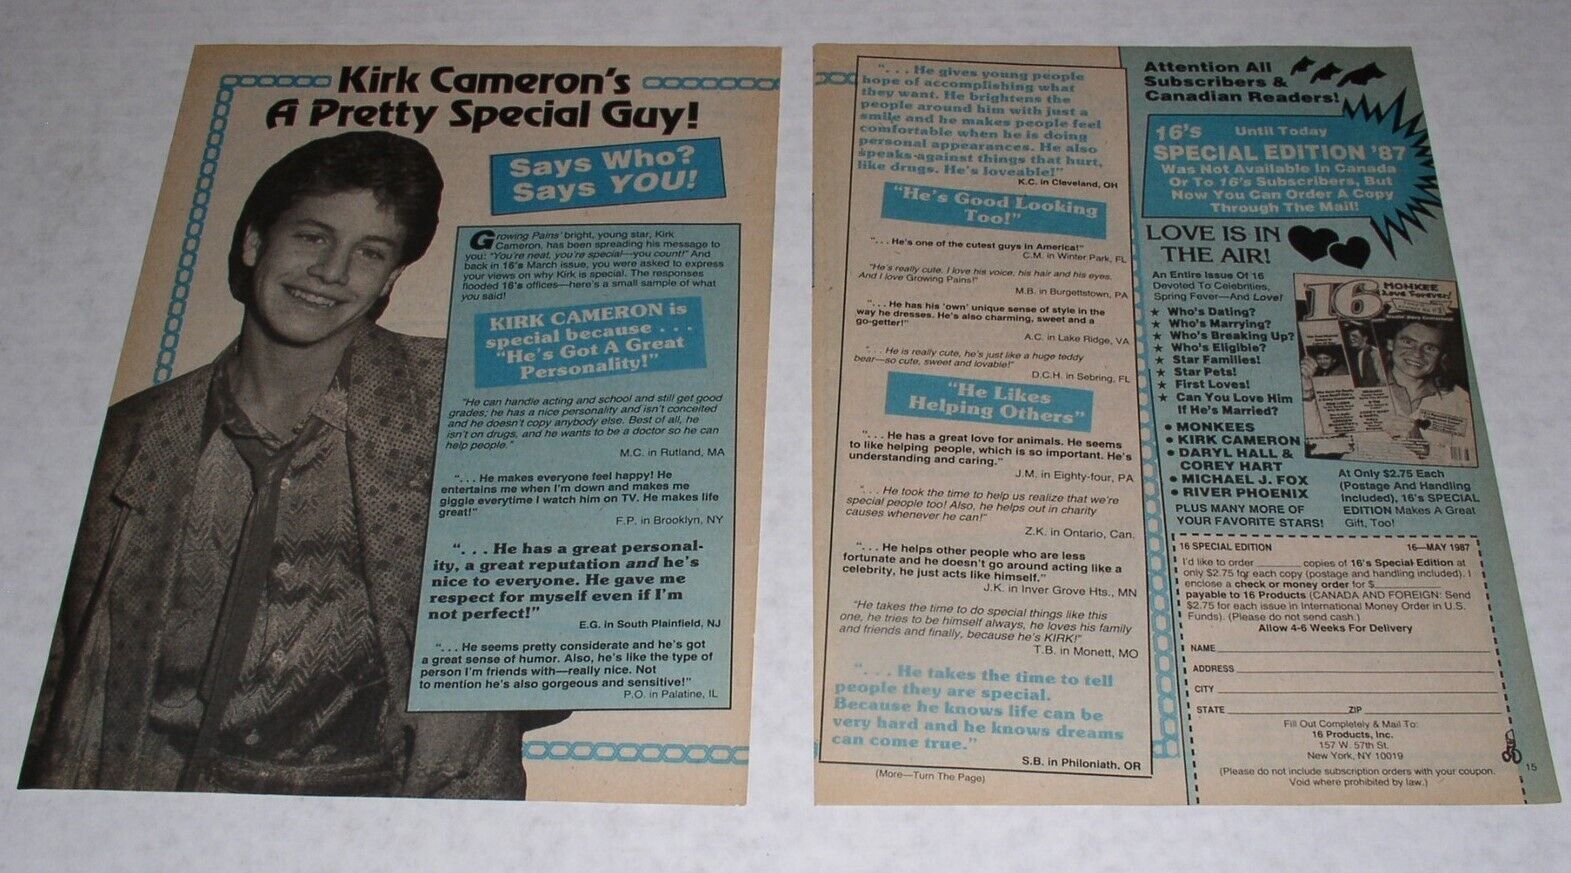 Kirk Cameron's
A Pretty Special Guy!
Says Who?
Says YOU!
Growing Pains' bright, young star, Kirk
Cameron, has been spreading his message to
you: "You're neat, you're special—you count!" And
back in 16's March issue, you were asked to express
your views on why Kirk is special. The responses
flooded 16's offices—here's a small sample of what
you said!
KIRK CAMERON is
special because . . .
"He's Got A Great
Personality!"
"He can handle acting and school and still get good
grades; he has a nice personality and isn't conceited
and he doesn't copy anybody else. Best of all, he
isn't on drugs, and he wants to be a doctor so he can
help people."
M.C. in Rutland, MA
". . . He makes everyone feel happy! He
entertains me when I'm down and makes me
giggle everytime I watch him on TV. He makes life
great!"
F.P. in Brooklyn, NY
". . . He has a great personal-
ity, a great reputation and he's
nice to everyone. He gave me
respect for myself even if I'm
not perfect!"
E.G. in South Plainfield, NJ
". . . He seems pretty considerate and he's got
a great sense of humor. Also, he's like the type of
person I'm friends with—really nice. Not
to mention he's also gorgeous and sensitive!"
P.O. in Palatine, IL
". . . He gives young people
hope of accomplishing what
they want. He brightens the
people around him with just a
smile and he makes people feel
comfortable when he is doing
personal appearances. He also
speaks against things that hurt,
like drugs. He's loveable!"
K.C. in Cleveland, OH
"He's Good Looking
Too!"
". . . He's one of the cutest guys in America!"
C.M. in Winter Park, FL
"He's really cute. I love his voice, his hair and his eyes.
And I love Growing Pains!"
M.B. in Burgettstown, PA
". . . He has his 'own' unique sense of style in the
way he dresses. He's also charming, sweet and a
go-getter!"
A.C. in Lake Ridge, VA
". . . He is really cute, he's just like a huge teddy
bear—so cute, sweet and lovable!"
D.C.H. in Sebring, FL
"He Likes
Helping Others"
". . . He has a great love for animals. He seems
to like helping people, which is so important. He's
understanding and caring."
J.M. in Eighty-four, PA
". . . He took the time to help us realize that we're
special people too! Also, he helps out in charity
causes whenever he can!"
Z.K. in Ontario, Can.
". . . He helps other people who are less
fortunate and he doesn't go around acting like a
celebrity, he just acts like himself."
J.K. in Inver Grove Hts., MN
"He takes the time to do special things like this
one, he tries to be himself always, he loves his family
and friends and finally, because he's KIRK!"
T.B. in Monett, MO
". . . He takes the time to tell
people they are special.
Because he knows life can be
very hard and he knows dreams
can come true."
S.B. in Philoniath, OR
(More—Turn The Page)
Attention All
Subscribers &
Canadian Readers!
16's Until Today
SPECIAL EDITION '87
Was Not Available In Canada
Or To 16's Subscribers, But
Now You Can Order A Copy
Through The Mail!
LOVE IS IN
THE AIR!
An Entire Issue Of 16
Devoted To Celebrities,
Spring Fever—And Love!
★ Who's Dating?
★ Who's Marrying?
★ Who's Breaking Up?
★ Who's Eligible?
★ Star Families!
★ Star Pets!
★ First Loves!
★ Can You Love Him
If He's Married?
• MONKEES
• KIRK CAMERON
• DARYL HALL &
COREY HART
• MICHAEL J. FOX
• RIVER PHOENIX
PLUS MANY MORE OF
YOUR FAVORITE STARS!
16
MONKEE
Love Forever!
At Only $2.75 Each
(Postage And Handling
Included), 16's SPECIAL
EDITION Makes A Great
Gift, Too!
16 SPECIAL EDITION 16—MAY 1987
I'd like to order ______ copies of 16's Special Edition at
only $2.75 for each copy (postage and handling included). I
enclose a check or money order for $______
payable to 16 Products (CANADA AND FOREIGN: Send
$2.75 for each issue in International Money Order in U.S.
Funds). (Please do not send cash.)
Allow 4-6 Weeks For Delivery
NAME
ADDRESS
CITY
STATE ZIP
Fill Out Completely & Mail To:
16 Products, Inc.
157 W. 57th St.
New York, NY 10019
(Please do not include subscription orders with your coupon.
Void where prohibited by law.)
15